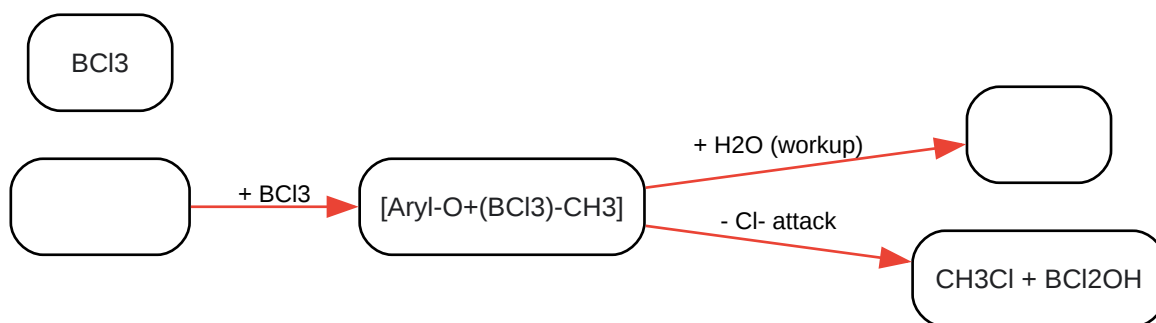 BCl3
+ BCl3
[Aryl-O+(BCl3)-CH3]
+ H2O (workup)
- Cl- attack
CH3Cl + BCl2OH